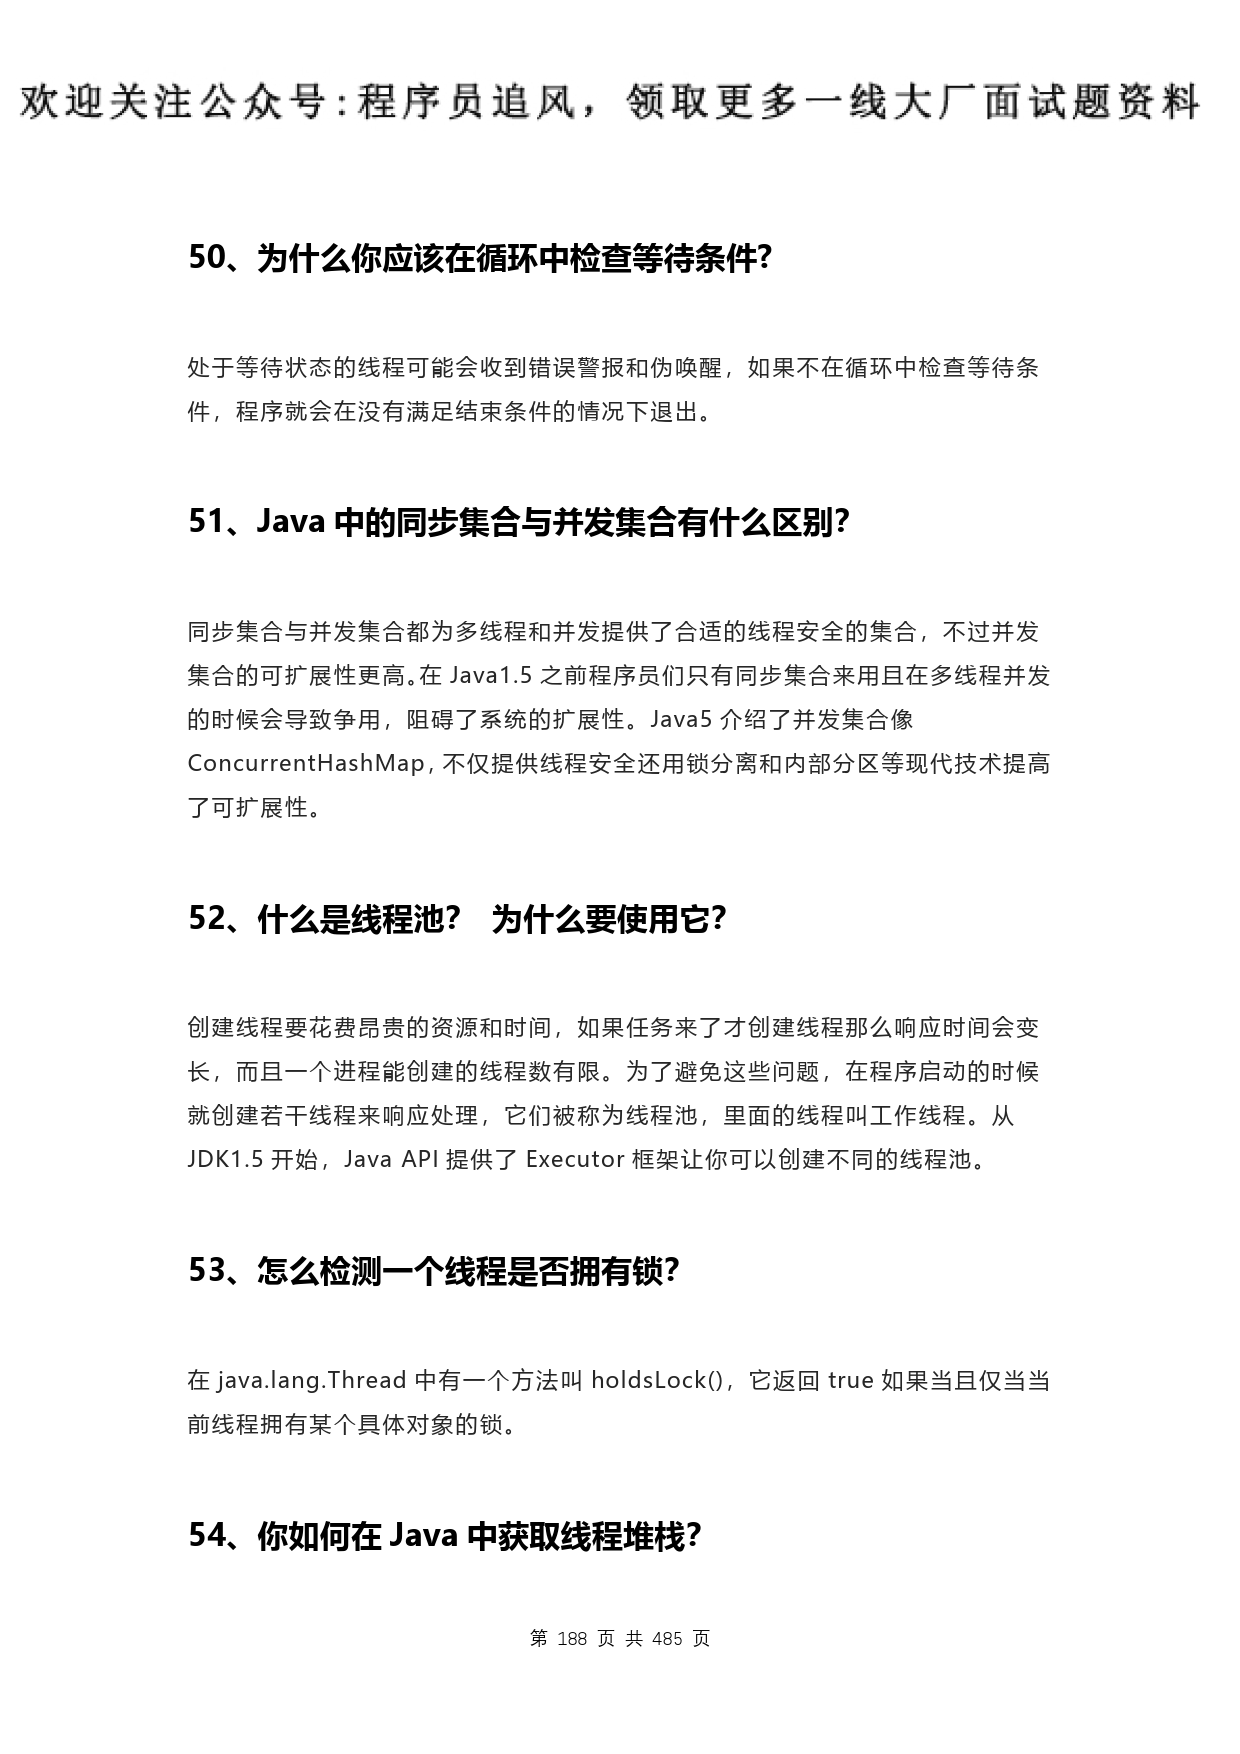 欢迎关注公众号:程序员追风，领取更多一线大厂面试题资料
50、为什么你应该在循环中检查等待条件?
处于等待状态的线程可能会收到错误警报和伪唤醒，如果不在循环中检查等待条
件，程序就会在没有满足结束条件的情况下退出。
51、Java 中的同步集合与并发集合有什么区别?
同步集合与并发集合都为多线程和并发提供了合适的线程安全的集合，不过并发
集合的可扩展性更高。在 Java1.5 之前程序员们只有同步集合来用且在多线程并发
的时候会导致争用，阻碍了系统的扩展性。Java5 介绍了并发集合像
ConcurrentHashMap，不仅提供线程安全还用锁分离和内部分区等现代技术提高
了可扩展性。
52、什么是线程池？ 为什么要使用它?
创建线程要花费昂贵的资源和时间，如果任务来了才创建线程那么响应时间会变
长，而且一个进程能创建的线程数有限。为了避免这些问题，在程序启动的时候
就创建若干线程来响应处理，它们被称为线程池，里面的线程叫工作线程。从
JDK1.5 开始，Java API 提供了 Executor 框架让你可以创建不同的线程池。
53、怎么检测一个线程是否拥有锁?
在 java.lang.Thread 中有一个方法叫 holdsLock()，它返回 true 如果当且仅当当
前线程拥有某个具体对象的锁。
54、你如何在 Java 中获取线程堆栈?
第 188 页 共 485 页